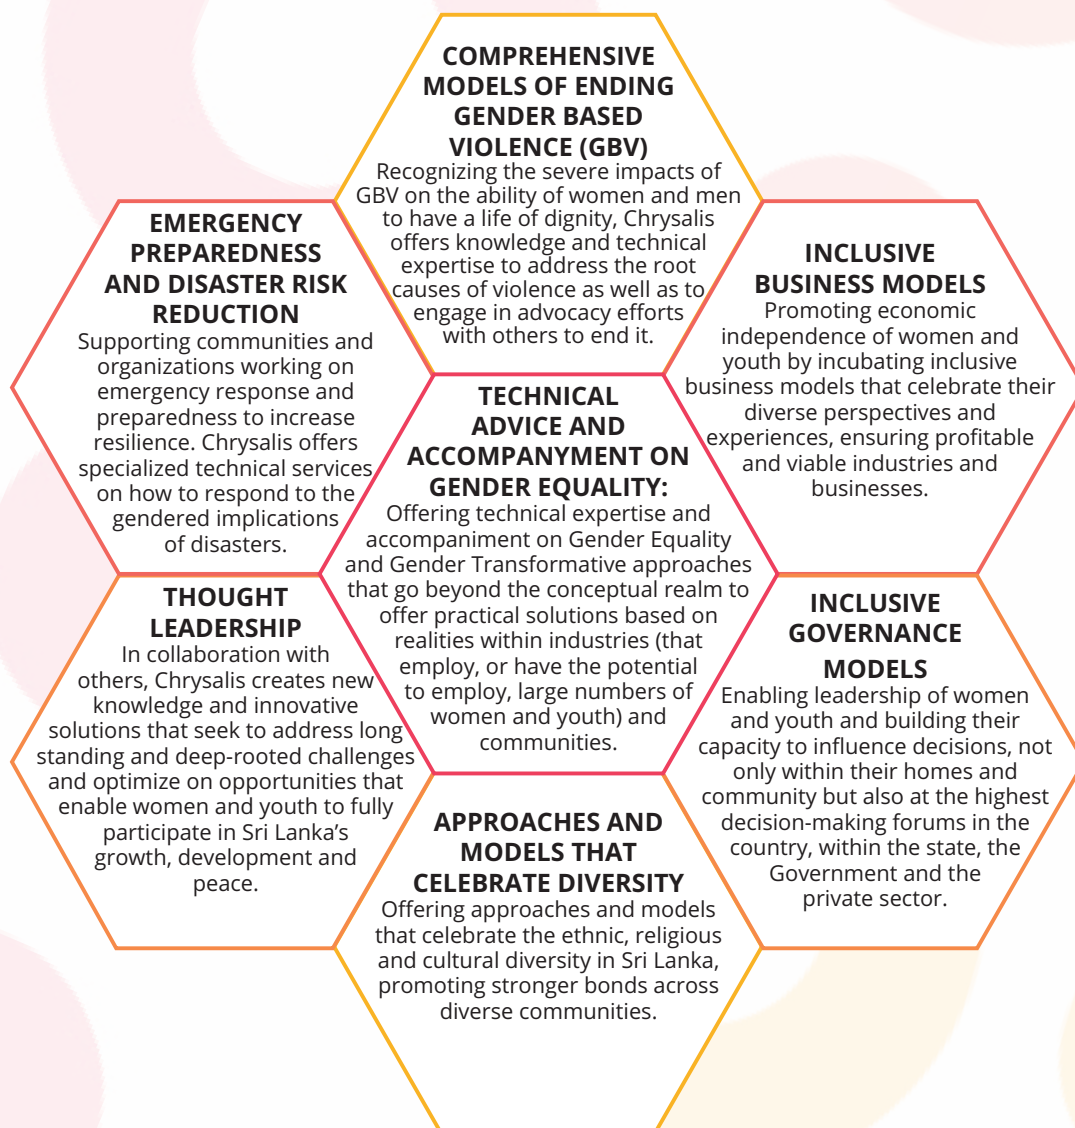 COMPREHENSIVE
MODELS OF ENDING
GENDER BASED
VIOLENCE (GBV)
Recognizing the severe impacts of
GBV on the ability of women and men
to have a life of dignity, Chrysalis
offers knowledge and technical
expertise to address the root
causes of violence as well as to
engage in advocacy efforts
with others to end it.
EMERGENCY
PREPAREDNESS
AND DISASTER RISK
REDUCTION
Supporting communities and
organizations working on
emergency response and
preparedness to increase
resilience. Chrysalis offers
specialized technical services
on how to respond to the
gendered implications
of disasters.
INCLUSIVE
BUSINESS MODELS
Promoting economic
independence of women and
youth by incubating inclusive
business models that celebrate their
diverse perspectives and
experiences, ensuring profitable
and viable industries and
businesses.
TECHNICAL
ADVICE AND
ACCOMPANYMENT ON
GENDER EQUALITY:
Offering technical expertise and
accompaniment on Gender Equality
and Gender Transformative approaches
that go beyond the conceptual realm to
offer practical solutions based on
realities within industries (that
employ, or have the potential
to employ, large numbers of
women and youth) and
communities.
THOUGHT
LEADERSHIP
In collaboration with
others, Chrysalis creates new
knowledge and innovative
solutions that seek to address long
standing and deep-rooted challenges
and optimize on opportunities that
enable women and youth to fully
participate in Sri Lanka’s
growth, development and
peace.
INCLUSIVE
GOVERNANCE
MODELS
Enabling leadership of women
and youth and building their
capacity to influence decisions, not
only within their homes and
community but also at the highest
decision-making forums in the
country, within the state, the
Government and the
private sector.
APPROACHES AND
MODELS THAT
CELEBRATE DIVERSITY
Offering approaches and models
that celebrate the ethnic, religious
and cultural diversity in Sri Lanka,
promoting stronger bonds across
diverse communities.